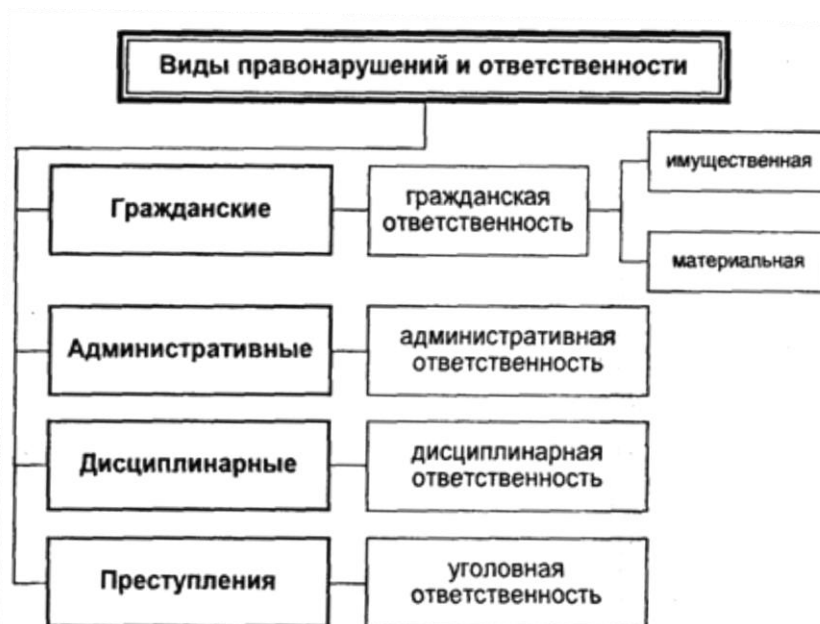 Виды правонарушений и ответственности
имущественная
Гражданские
гражданская
ответственность
материальная
Административные
административная
ответственность
Дисциплинарные
дисциплинарная
ответственность
Преступления
уголовная
ответственность